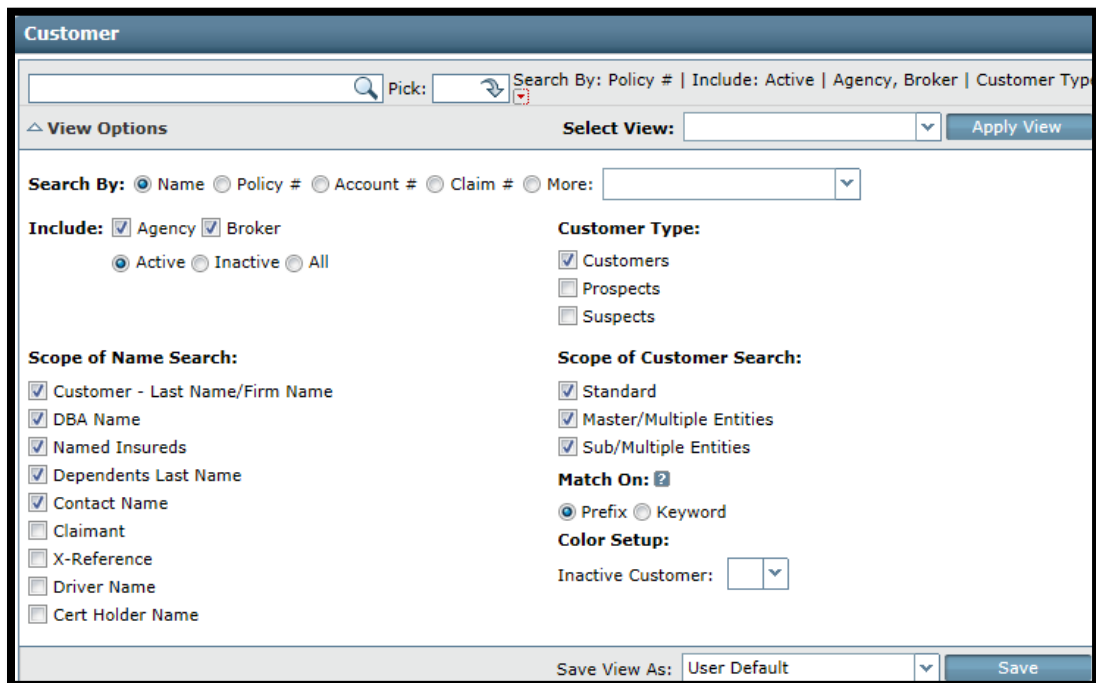 Customer
Pick: Search By: Policy # | Include: Active | Agency, Broker | Customer Typ
View Options Select View: Apply View
Search By: Name Policy # Account # Claim # More:
Include: Agency Broker Customer Type:
Active Inactive All Customers
Prospects
Suspects
Scope of Name Search: Scope of Customer Search:
Customer - Last Name/Firm Name Standard
DBA Name Master/Multiple Entities
Named Insureds Sub/Multiple Entities
Dependents Last Name Match On: ?
Contact Name Prefix Keyword
Claimant Color Setup:
X-Reference Inactive Customer:
Driver Name
Cert Holder Name
Save View As: User Default Save